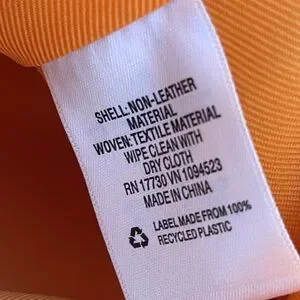 SHELL:NON-LEATHER
MATERIAL
WOVEN:TEXTILE MATERIAL
WIPE CLEAN WITH
DRY CLOTH
RN 17730 VN 1094523
MADE IN CHINA
LABEL MADE FROM 100%
RECYCLED PLASTIC